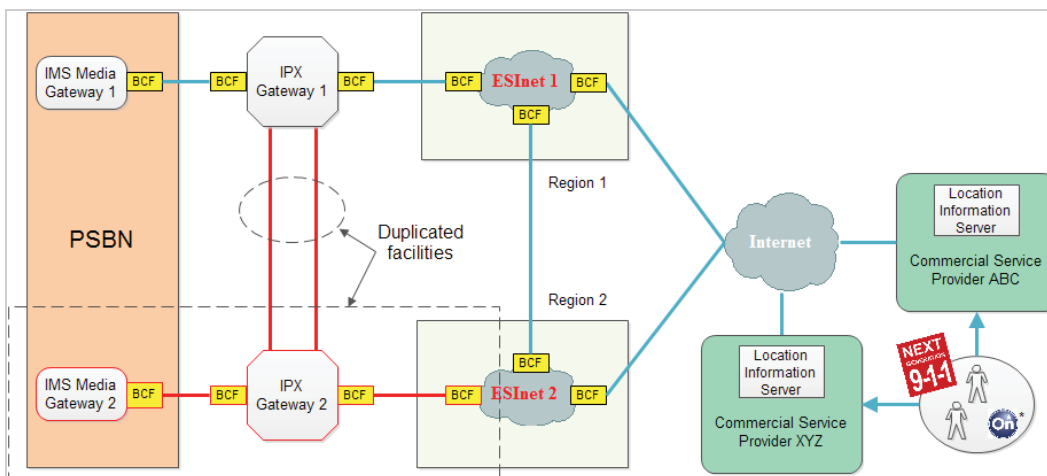 IMS Media
Gateway 1
BCF
BCF
IPX
Gateway 1
BCF
BCF
ESInet 1
BCF
BCF
Region 1
PSBN
Duplicated
facilities
Region 2
Internet
Location
Information
Server
Commercial Service
Provider ABC
IMS Media
Gateway 2
BCF
BCF
IPX
Gateway 2
BCF
BCF
ESInet 2
BCF
BCF
Location
Information
Server
Commercial Service
Provider XYZ
NEXT
GENERATION
9-1-1
On
*